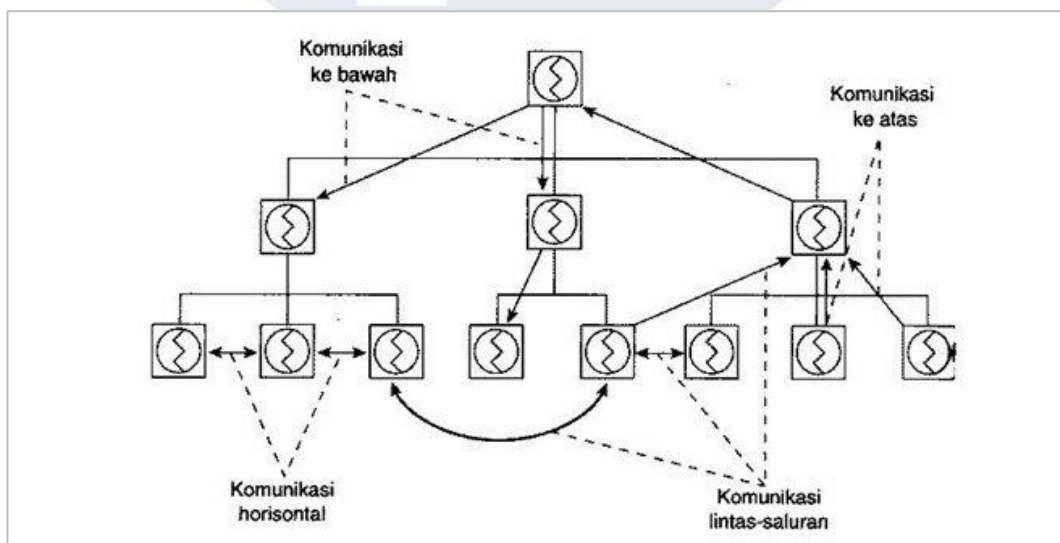 Komunikasi
ke bawah
Komunikasi
ke atas
Komunikasi
horisontal
Komunikasi
lintas-saluran